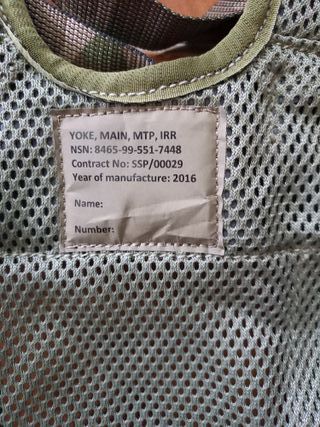 YOKE, MAIN, MTP, IRR
NSN: 8465-99-551-7448
Contract No: SSP/00029
Year of manufacture: 2016
Name:
Number: